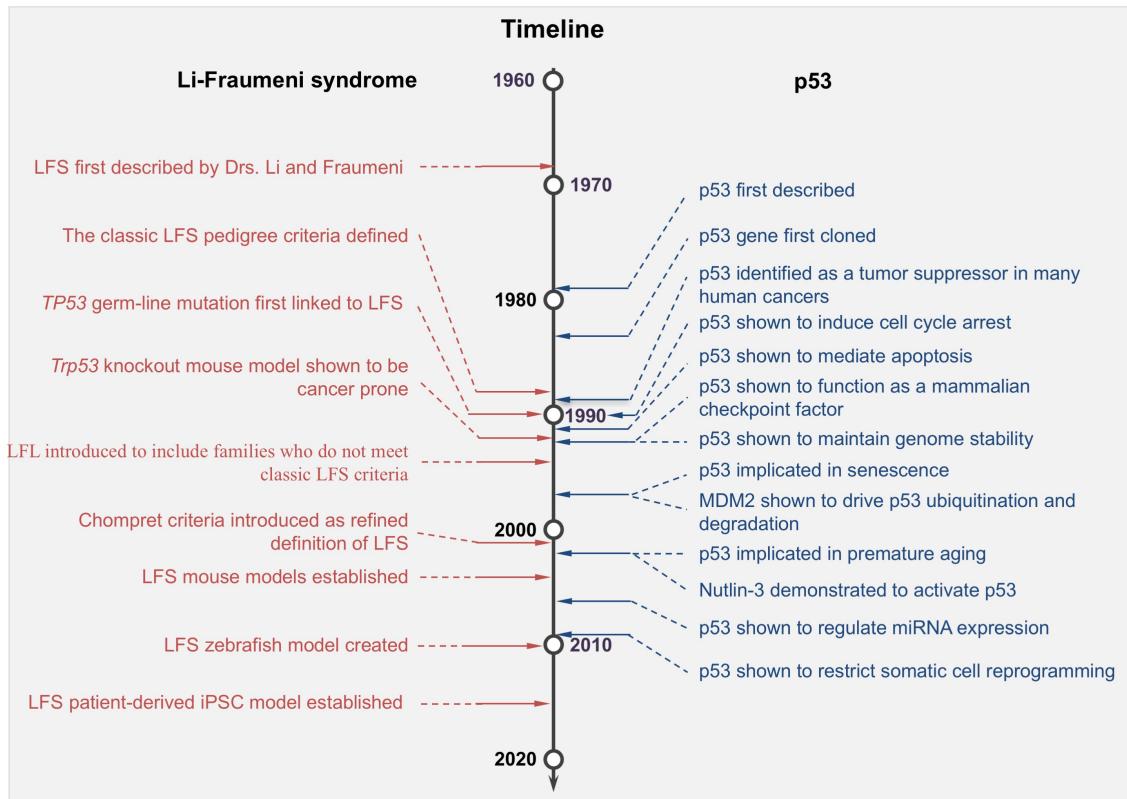 Timeline
Li-Fraumeni syndrome
p53
1960
LFS first described by Drs. Li and Fraumeni
1970
p53 first described
The classic LFS pedigree criteria defined
p53 gene first cloned
p53 identified as a tumor suppressor in many
human cancers
1980
TP53 germ-line mutation first linked to LFS
p53 shown to induce cell cycle arrest
p53 shown to mediate apoptosis
Trp53 knockout mouse model shown to be
cancer prone
p53 shown to function as a mammalian
checkpoint factor
1990
p53 shown to maintain genome stability
LFL introduced to include families who do not meet
classic LFS criteria
p53 implicated in senescence
MDM2 shown to drive p53 ubiquitination and
degradation
Chompret criteria introduced as refined
definition of LFS
2000
p53 implicated in premature aging
LFS mouse models established
Nutlin-3 demonstrated to activate p53
p53 shown to regulate miRNA expression
LFS zebrafish model created
2010
p53 shown to restrict somatic cell reprogramming
LFS patient-derived iPSC model established
2020